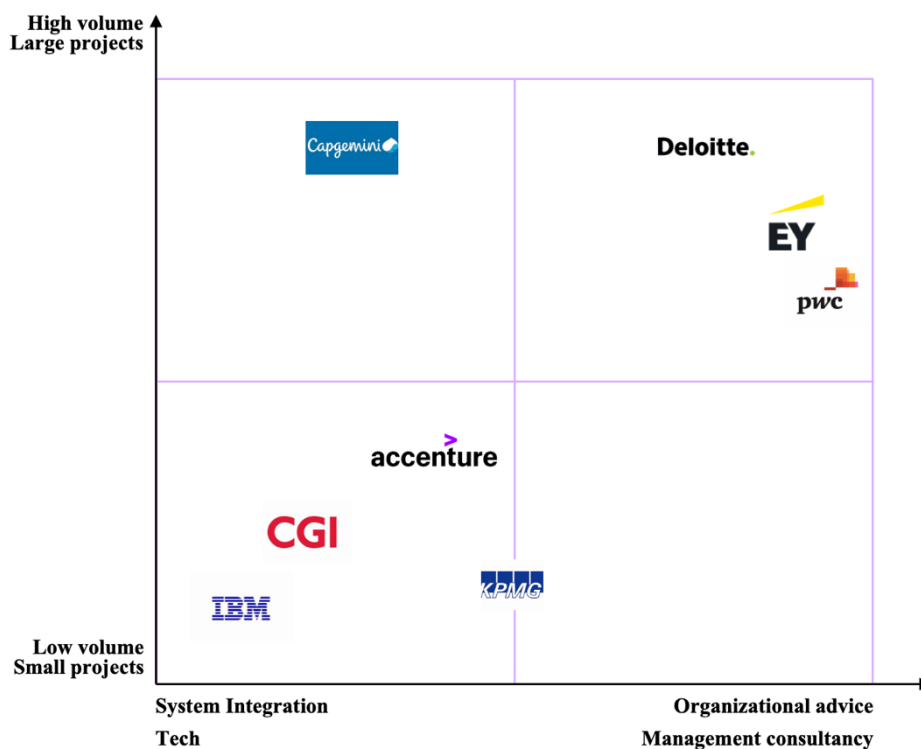 High volume
Large projects
Capgemini
Deloitte.
EY
pwc
>
accenture
CGI
KPMG
IBM
Low volume
Small projects
System Integration
Organizational advice
Tech
Management consultancy